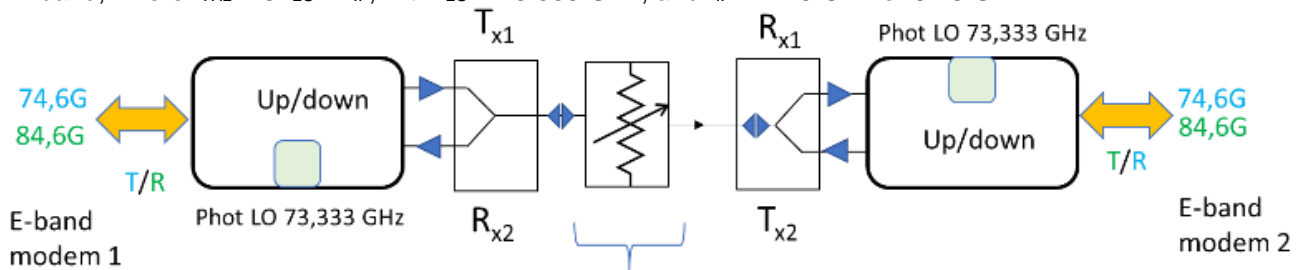 Tx1
Rx1
Phot LO 73,333 GHz
74,6G
84,6G
T/R
Up/down
Up/down
74,6G
84,6G
T/R
Phot LO 73,333 GHz
Rx2
Tx2
E-band
modem 1
E-band
modem 2